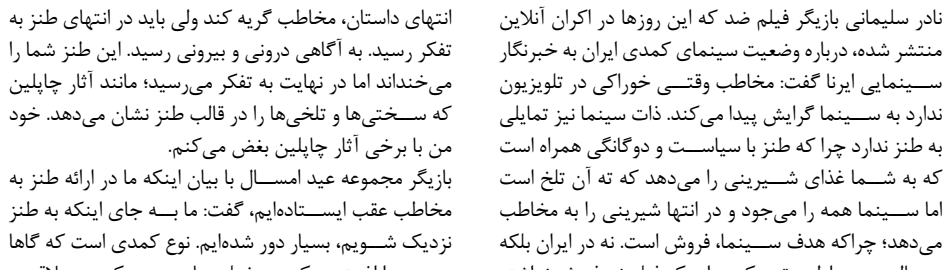 نادر سلیمانی بازیگر فیلم ضد که این روزها در اکران آنلاین
منتشر شده، درباره وضعیت سینمای کمدی ایران به خبرنگار
سینمایی ایرنا گفت: مخاطب وقتی خوراکی در تلویزیون
ندارد به سینما گرایش پیدا می‌کند. ذات سینما نیز تمایلی
به طنز ندارد چرا که طنز با سیاست و دوگانگی همراه است
که به شما غذای شیرینی را می‌دهد که ته آن تلخ است
اما سینما همه را می‌جود و در انتها شیرینی را به مخاطب
می‌دهد؛ چراکه هدف سینما، فروش است. نه در ایران بلکه
انتهای داستان، مخاطب گریه کند ولی باید در انتهای طنز به
تفکر رسید. به آگاهی درونی و بیرونی رسید. این طنز شما را
می‌خنداند اما در نهایت به تفکر می‌رسید؛ مانند آثار چاپلین
که سختی‌ها و تلخی‌ها را در قالب طنز نشان می‌دهد. خود
من با برخی آثار چاپلین بغض می‌کنم.
بازیگر مجموعه عید امسال با بیان اینکه ما در ارائه طنز به
مخاطب عقب ایستاده‌ایم، گفت: ما به جای اینکه به طنز
نزدیک شویم، بسیار دور شده‌ایم. نوع کمدی است که گاها